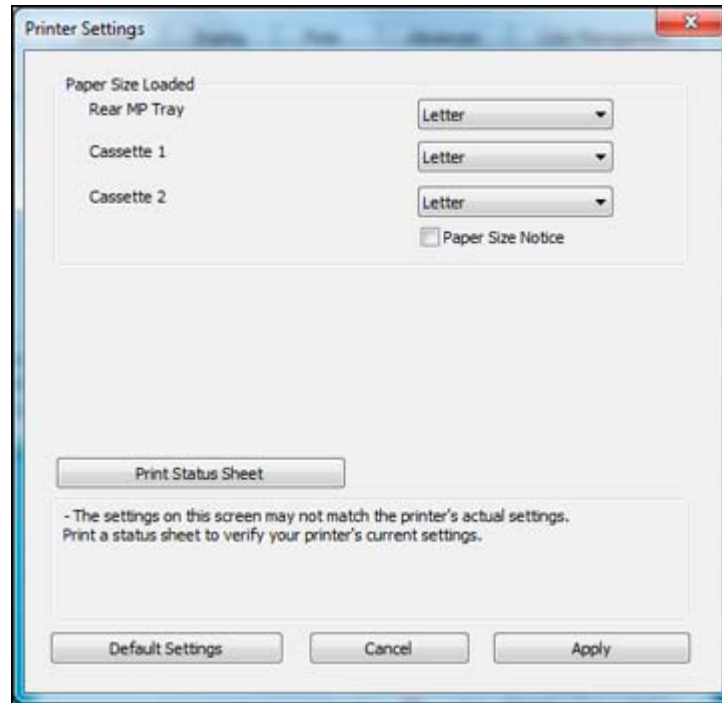 Printer Settings
Paper Size Loaded
Rear MP Tray Letter
Cassette 1 Letter
Cassette 2 Letter
Paper Size Notice
Print Status Sheet
- The settings on this screen may not match the printer's actual settings.
Print a status sheet to verify your printer's current settings.
Default Settings Cancel Apply